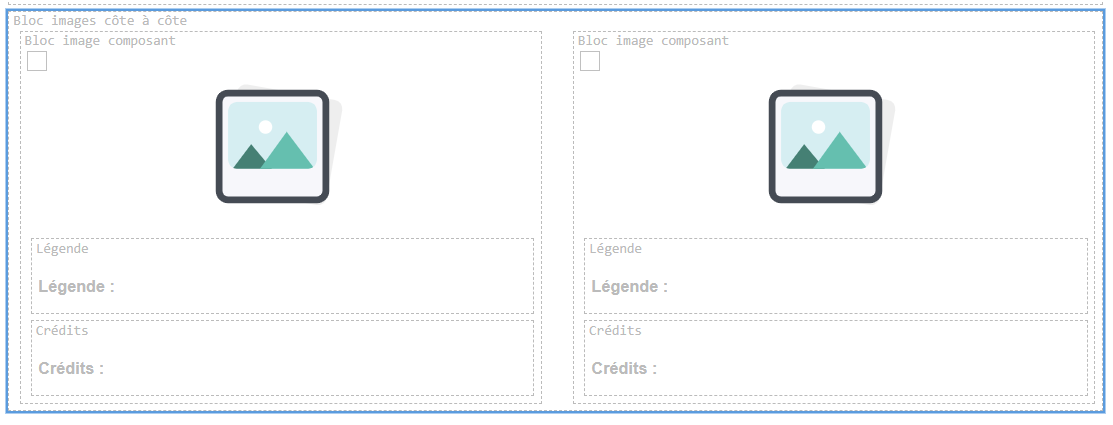 Bloc images côte à côte
Bloc image composant
Légende
Légende :
Crédits
Crédits :
Bloc image composant
Légende
Légende :
Crédits
Crédits :